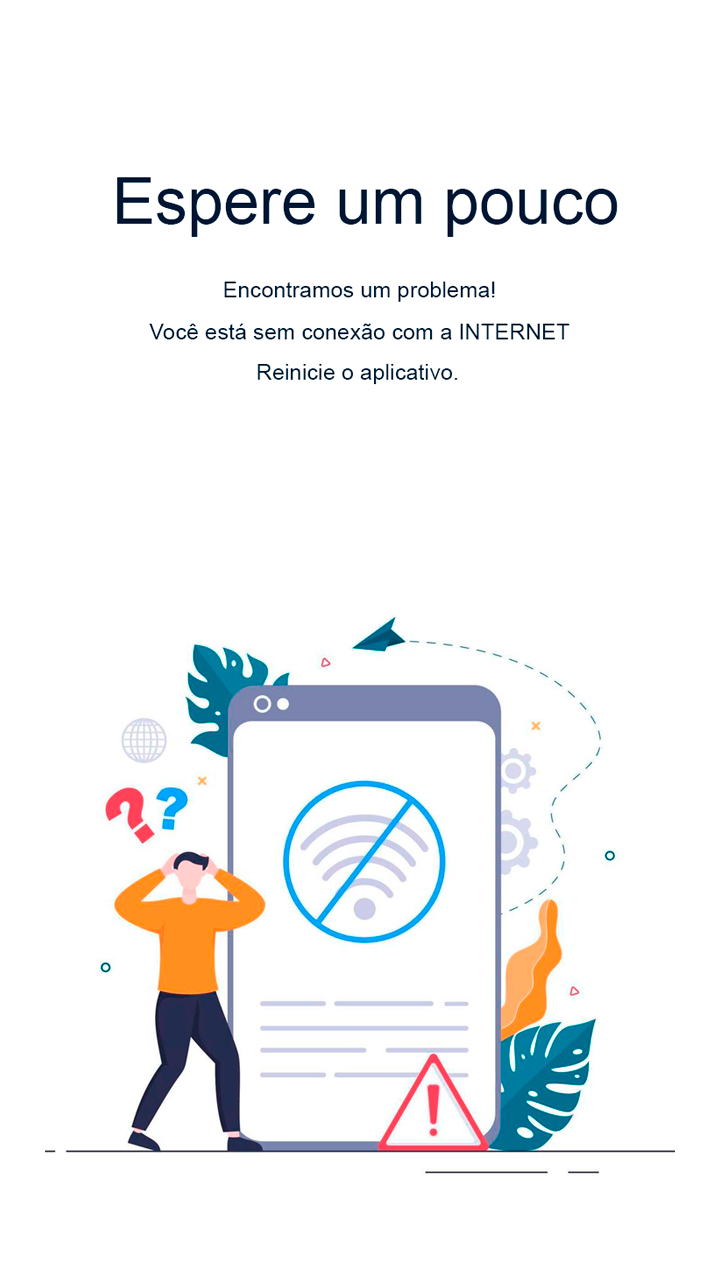 Espere um pouco
Encontramos um problema!
Você está sem conexão com a INTERNET
Reinicie o aplicativo.
??
!